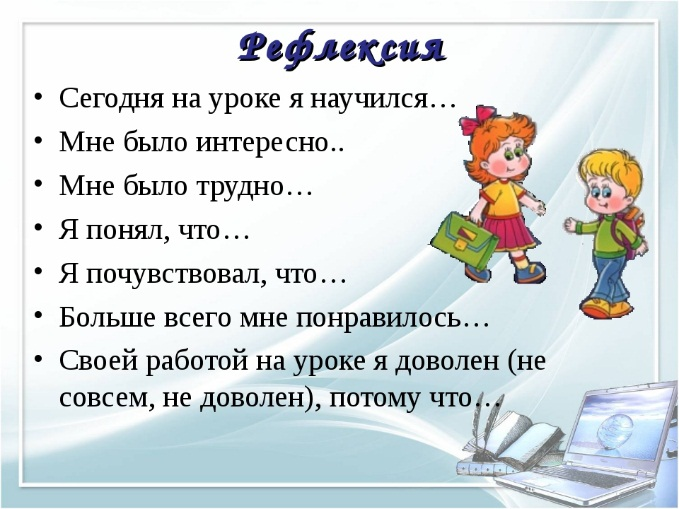 Рефлексия
• Сегодня на уроке я научился…
• Мне было интересно..
• Мне было трудно…
• Я понял, что…
• Я почувствовал, что…
• Больше всего мне понравилось…
• Своей работой на уроке я доволен (не
совсем, не доволен), потому что…